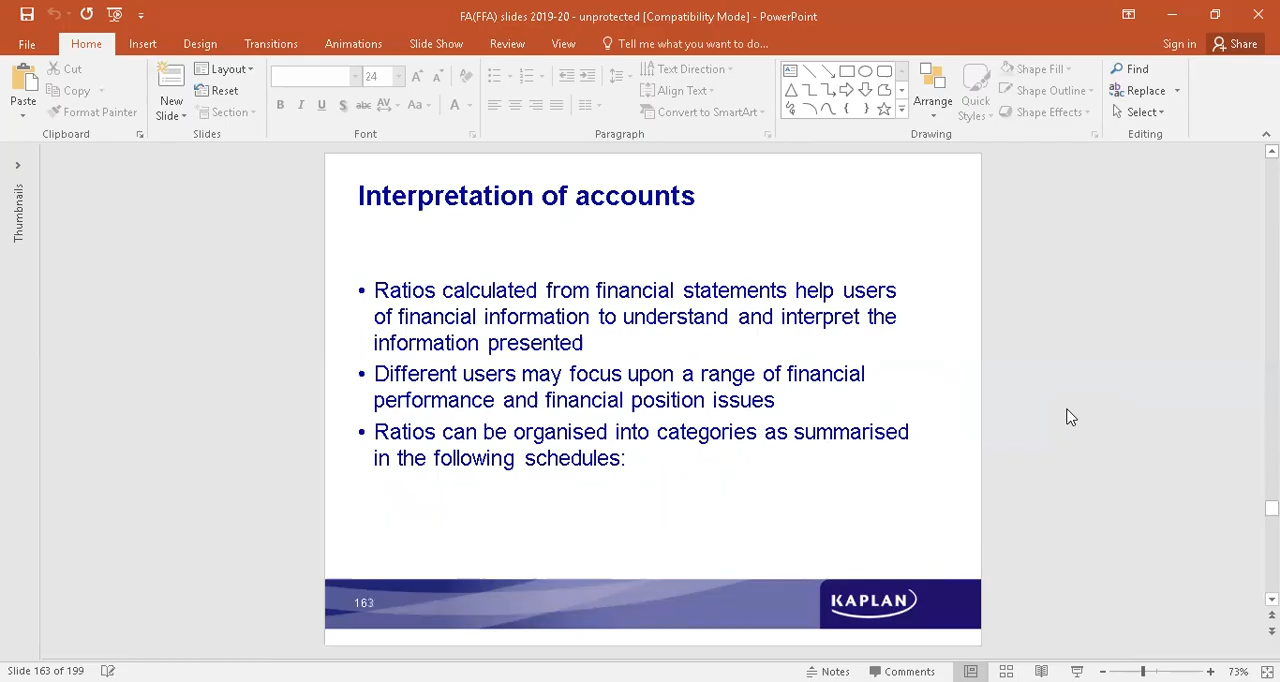 FA(FFA) slides 2019-20 - unprotected [Compatibility Mode] - PowerPoint
File Home Insert Design Transitions Animations Slide Show Review View Tell me what you want to do... Sign in Share
Paste
Cut
Copy
Format Painter
Clipboard
New Slide
Layout
Reset
Section
Slides
24
B I U S abc AV Aa A
Font
Text Direction
Align Text
Convert to SmartArt
Paragraph
Arrange
Quick Styles
Shape Fill
Shape Outline
Shape Effects
Drawing
Find
Replace
Select
Editing
Thumbnails
Interpretation of accounts
• Ratios calculated from financial statements help users
of financial information to understand and interpret the
information presented
• Different users may focus upon a range of financial
performance and financial position issues
• Ratios can be organised into categories as summarised
in the following schedules:
163
KAPLAN
Slide 163 of 199
Notes
Comments
73%